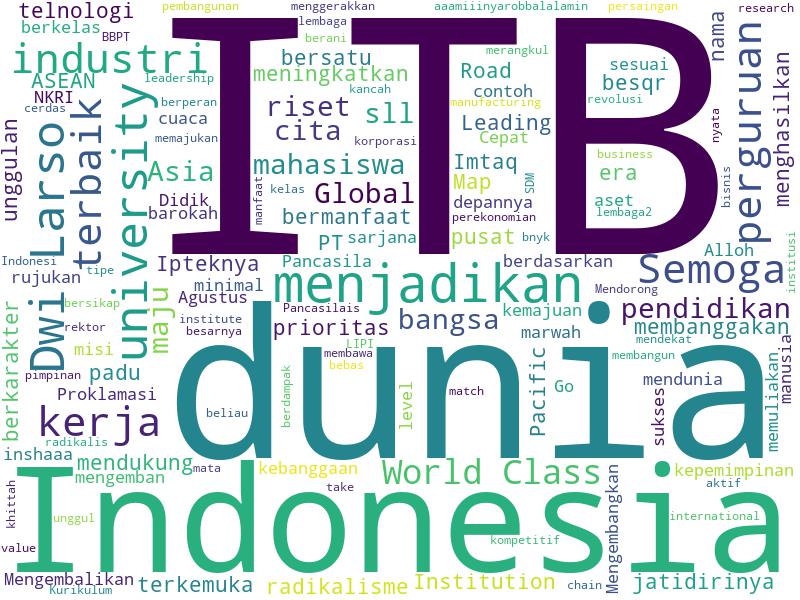 telnologi
pembangunan
menggerakkan
aaamiiinyarobbalalamin
persaingan
research
berkelas
BBPT
lembaga
berani
ITB
nama
industri
bersatu
merangkul
sesuai
perguruan
menghasilkan
ASEAN
leadership
meningkatkan
Road
besqr
NKRI
cerdas
berperan
kancah
contoh
revolusi
manufacturing
unggulan
Larso
terbaik
university
cuaca
riset
sll
Leading
memajukan
cita
korporasi
Cepat
nyata
Asia
mahasiswa
Imtaq
business
era
bisnis
manfaat
kelas
Global
Map
SDM
aset
Didik
barokah
bermanfaat
depannya
lembaga2
perekonomian
PT
sarjana
pusat
bnyk
Indonesi
tipe
Ipteknya
Pancasila
berdasarkan
Alloh
institusi
rujukan
minimal
menjadikan
Semoga
Dwi
maju
Agustus
Pancasilais
kemajuan
Mendorong
pendidikan
bersikap
institute
besarnya
prioritas
bangsa
marwah
membanggakan
berkarakter
rektor
misi
LIPI
dunia
mendekat
manusia
pimpinan
padu
membawa
bebas
Pacific
membangun
memuliakan
Proklamasi
Go
mendunia
kerja
beliau
berdampak
level
match
sukses
radikalis
inshaaa
mendukung
mata
kebanggaan
World Class
kepemimpinan
mengemban
take
Mengembangkan
aktif
khittah
Indonesia
unggul
international
value
kompetitif
Mengembalikan
Kurikulum
terkemuka
radikalisme
Institution
chain
jatidirinya